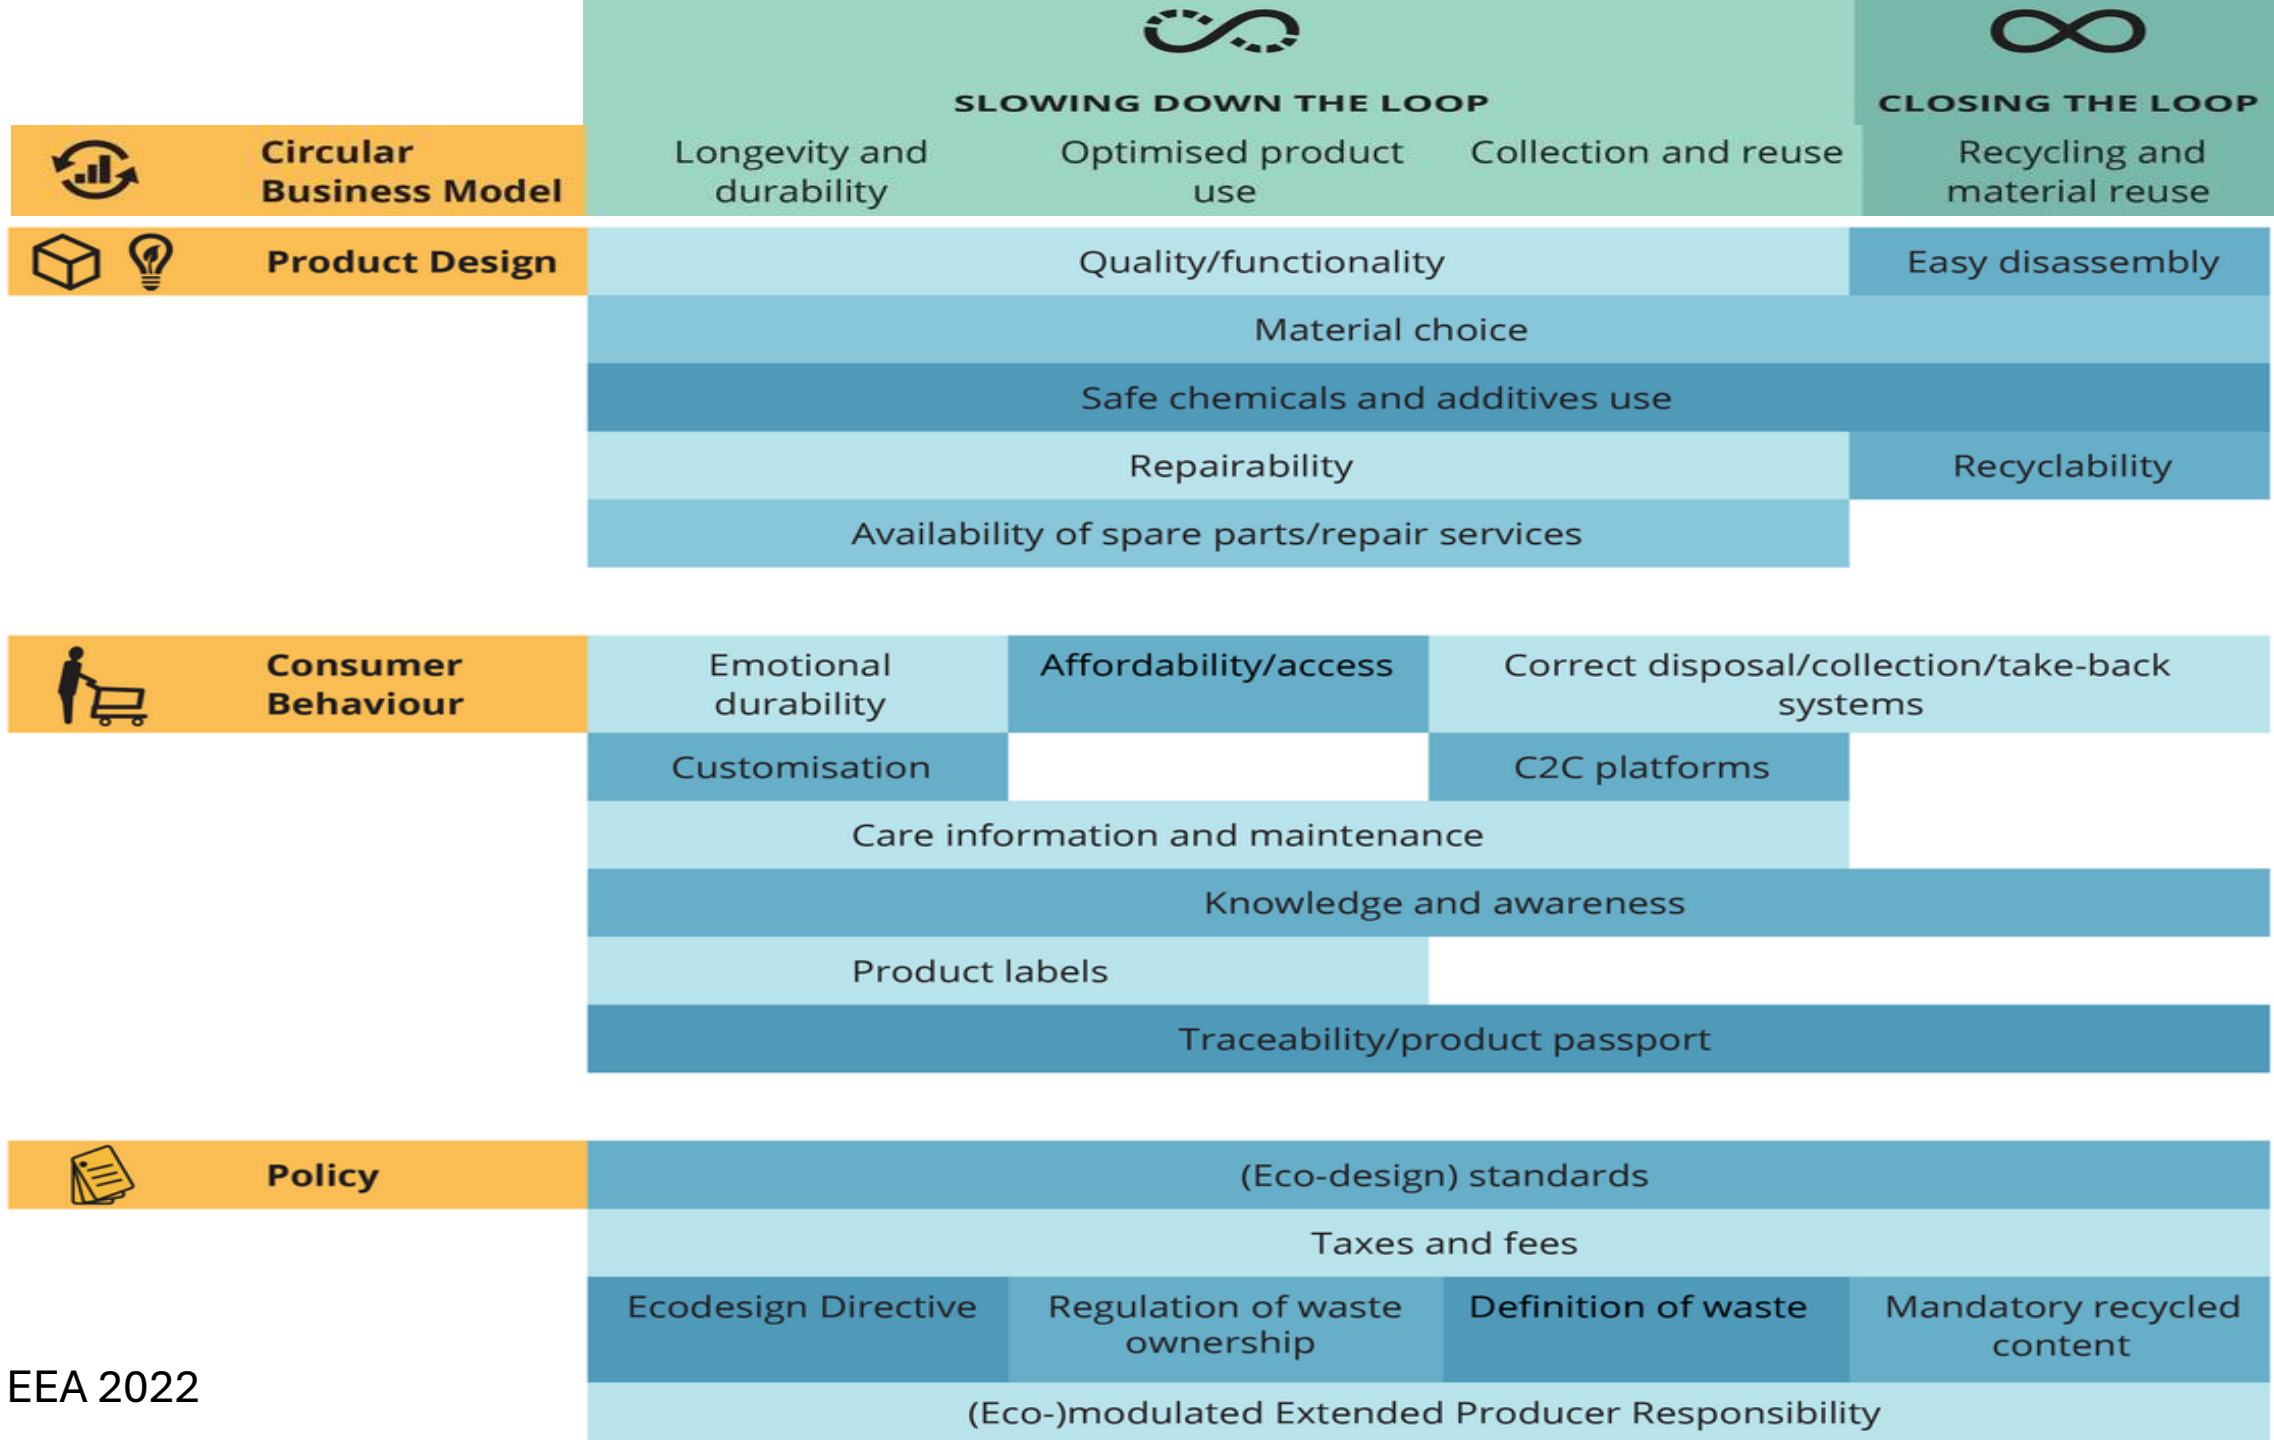 SLOWING DOWN THE LOOP
CLOSING THE LOOP
Circular
Business Model
Longevity and
durability
Optimised product
use
Collection and reuse
Recycling and
material reuse
Product Design
Quality/functionality
Easy disassembly
Material choice
Safe chemicals and additives use
Repairability
Recyclability
Availability of spare parts/repair services
Consumer
Behaviour
Emotional
durability
Affordability/access
Correct disposal/collection/take-back
systems
Customisation
C2C platforms
Care information and maintenance
Knowledge and awareness
Product labels
Traceability/product passport
Policy
(Eco-design) standards
Taxes and fees
Ecodesign Directive
Regulation of waste
ownership
Definition of waste
Mandatory recycled
content
EEA 2022
(Eco-)modulated Extended Producer Responsibility